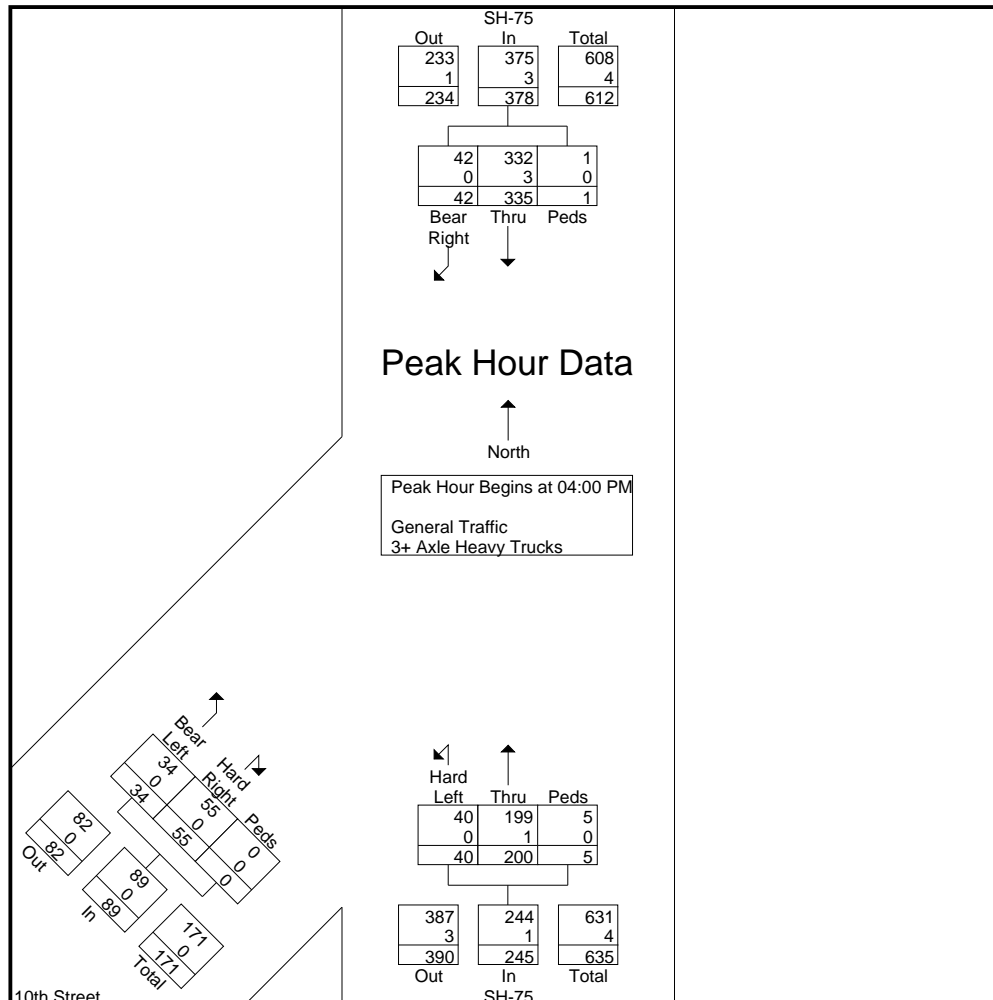 SH-75
Out In Total
233 375 608
1 3 4
234 378 612
42 332 1
0 3 0
42 335 1
Bear Thru Peds
Right
Peak Hour Data
North
Peak Hour Begins at 04:00 PM
General Traffic
3+ Axle Heavy Trucks
Bear
Left
34
0
34
Hard
Right
55
0
55
Peds
0
0
0
82
0
82
Out
89
0
89
In
171
0
171
Total
10th Street
Hard
Left Thru Peds
40 199 5
0 1 0
40 200 5
387 244 631
3 1 4
390 245 635
Out In Total
SH-75